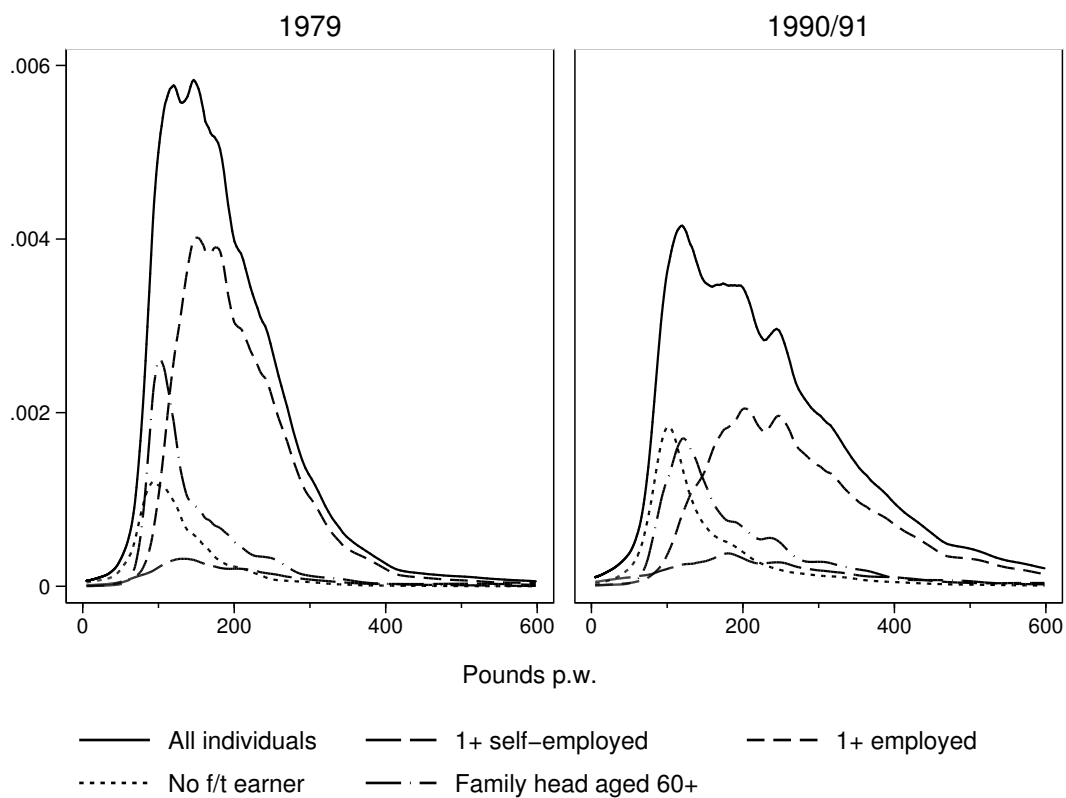 1979
1990/91
.006
.004
.002
0
0 200 400 600
0 200 400 600
Pounds p.w.
All individuals
1+ self−employed
1+ employed
No f/t earner
Family head aged 60+